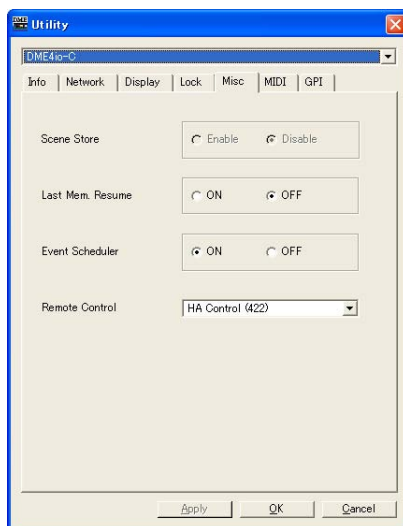 DME
Utility
DME4io-C
Info Network Display Lock Misc MIDI GPI
Scene Store Enable Disable
Last Mem. Resume ON OFF
Event Scheduler ON OFF
Remote Control HA Control (422)
Apply OK Cancel